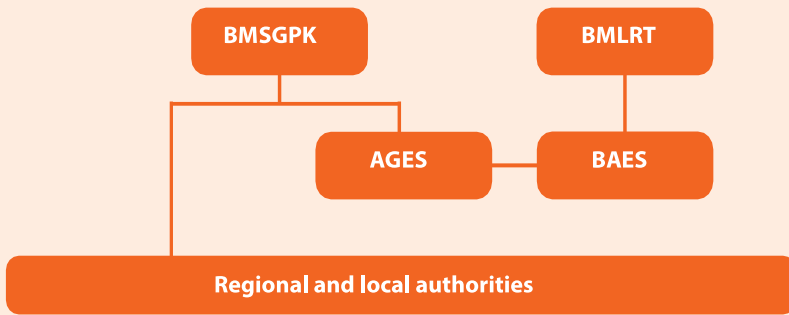 BMSGPK
BMLRT
AGES
BAES
Regional and local authorities